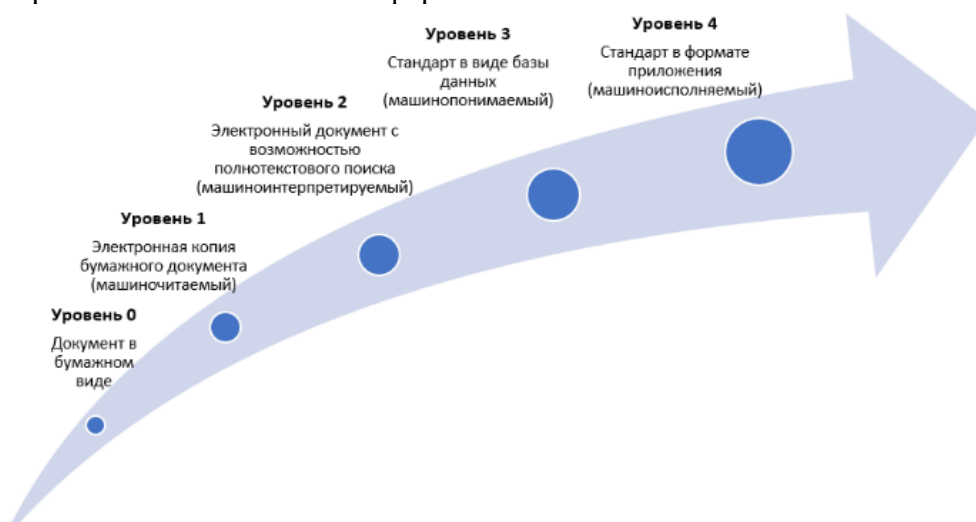 Уровень 0
Документ в
бумажном
виде
Уровень 1
Электронная копия
бумажного документа
(машиночитаемый)
Уровень 2
Электронный документ с
возможностью
полнотекстового поиска
(машиноинтерпретируемый)
Уровень 3
Стандарт в виде базы
данных
(машинопонимаемый)
Уровень 4
Стандарт в формате
приложения
(машиноисполняемый)